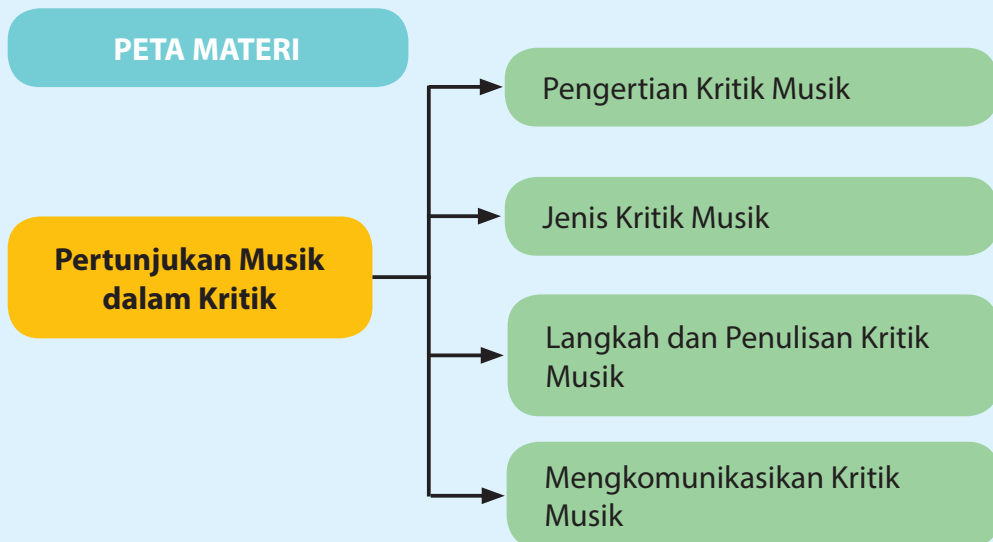 PETA MATERI
Pertunjukan Musik
dalam Kritik
Pengertian Kritik Musik
Jenis Kritik Musik
Langkah dan Penulisan Kritik
Musik
Mengkomunikasikan Kritik
Musik